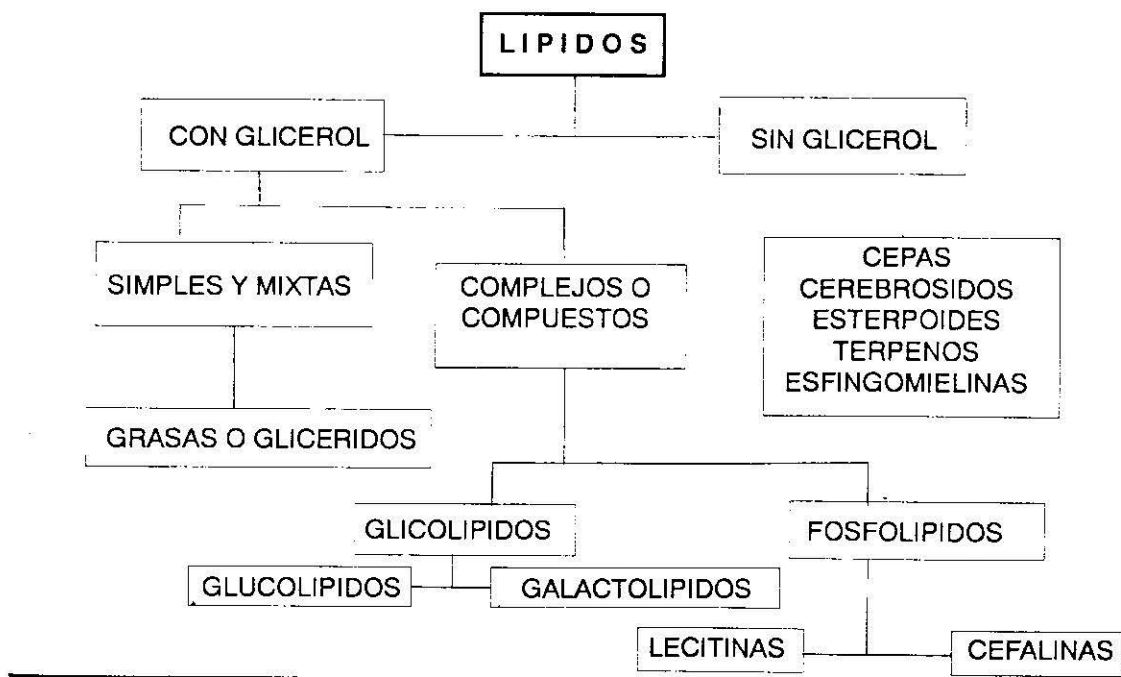 LIPIDOS
CON GLICEROL
SIN GLICEROL
SIMPLES Y MIXTAS
COMPLEJOS O
COMPUESTOS
CEPAS
CEREBROSIDOS
ESTERPOIDES
TERPENOS
ESFINGOMIELINAS
GRASAS O GLICERIDOS
GLICOLIPIDOS
FOSFOLIPIDOS
GLUCOLIPIDOS
GALACTOLIPIDOS
LECITINAS
CEFALINAS